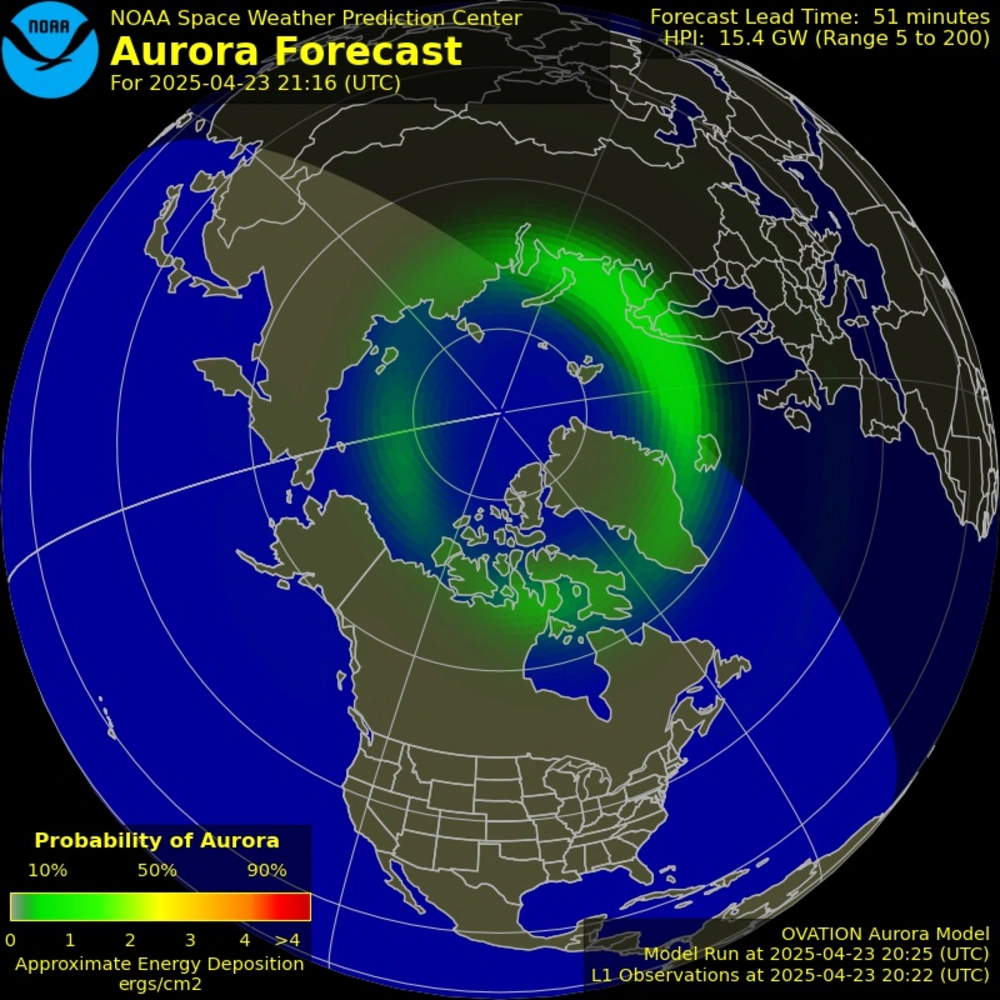 NOAA
NOAA Space Weather Prediction Center
Aurora Forecast
For 2025-04-23 21:16 (UTC)
Forecast Lead Time: 51 minutes
HPI: 15.4 GW (Range 5 to 200)
Probability of Aurora
10% 50% 90%
0 1 2 3 4 >4
Approximate Energy Deposition
ergs/cm2
OVATION Aurora Model
Model Run at 2025-04-23 20:25 (UTC)
L1 Observations at 2025-04-23 20:22 (UTC)